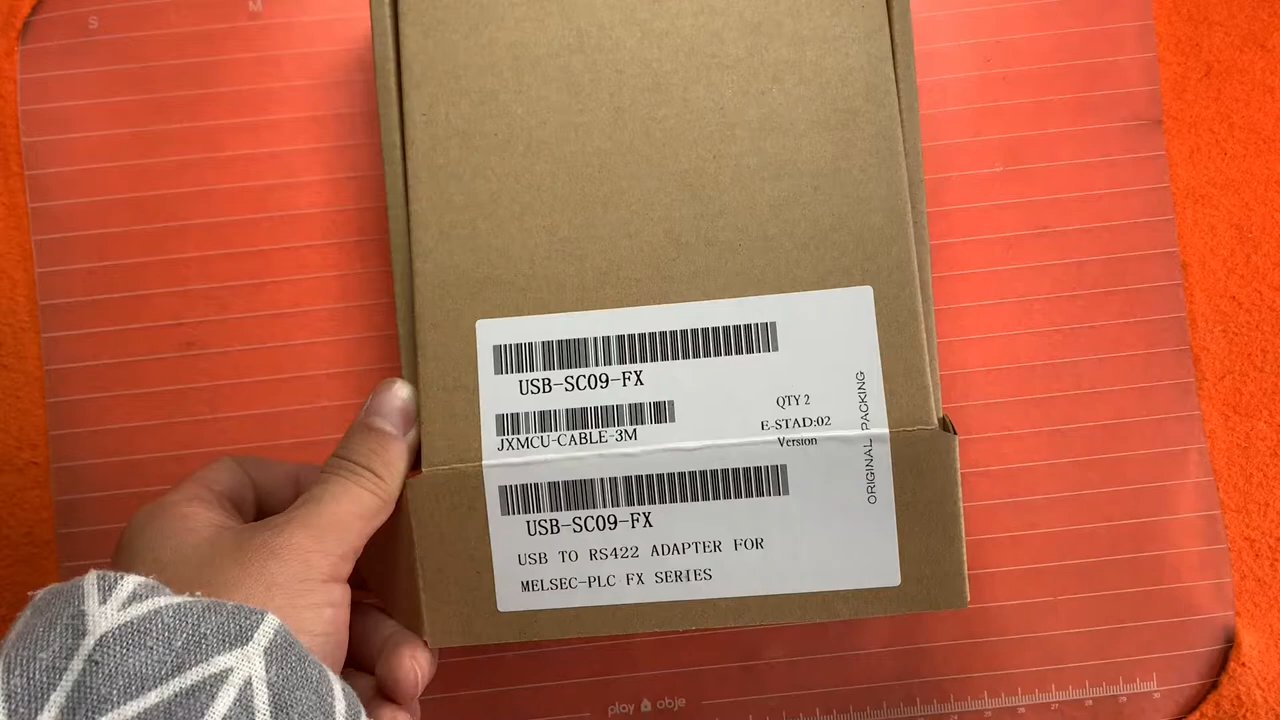 S
M
USB-SC09-FX
JXMCU-CABLE-3M
QTY 2
E-STAD:02
Version
ORIGINAL PACKING
USB-SC09-FX
USB TO RS422 ADAPTER FOR
MELSEC-PLC FX SERIES
play obje